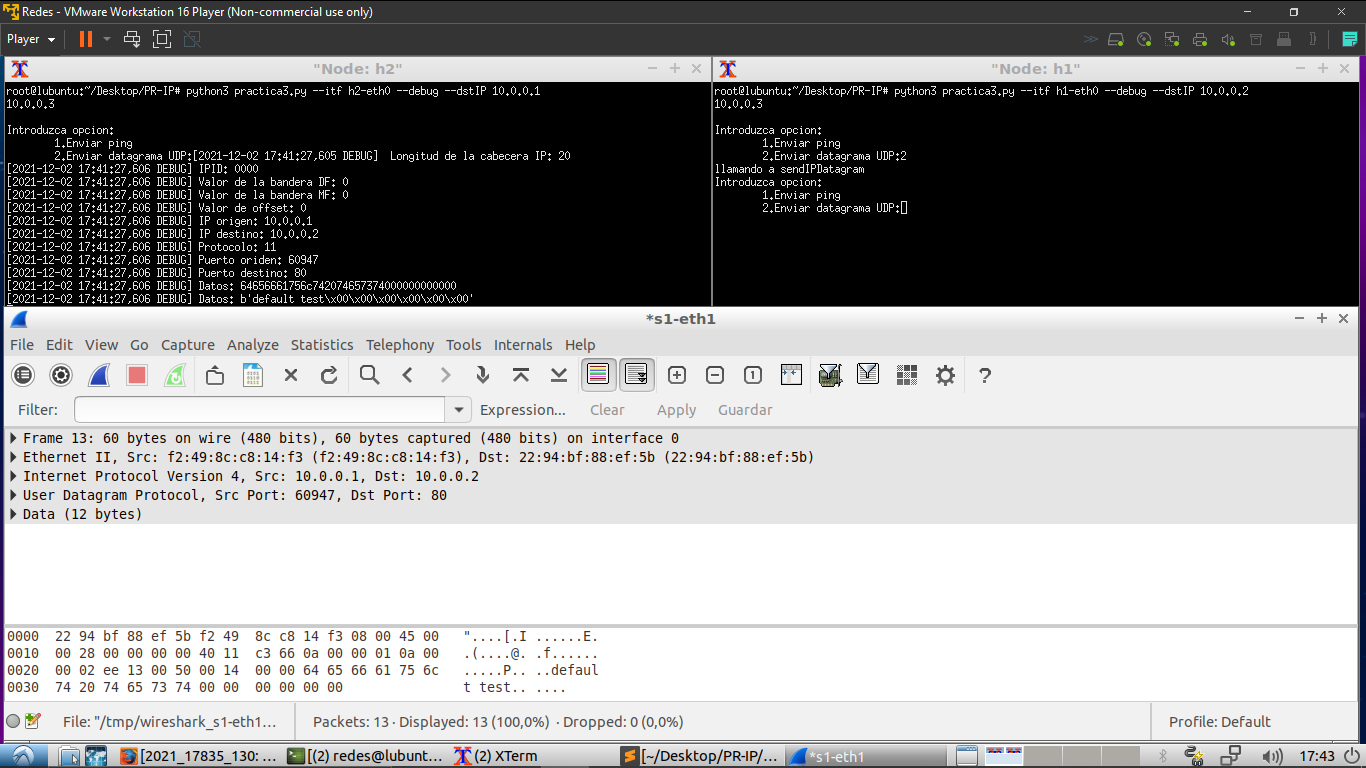 Redes - VMware Workstation 16 Player (Non-commercial use only)
Player
"Node: h2"
root@lubuntu:~/Desktop/PR-IP# python3 practica3.py --itf h2-eth0 --debug --dstIP 10.0.0.1
10.0.0.3
Introduzca opcion:
1.Enviar ping
2.Enviar datagrama UDP:[2021-12-02 17:41:27,605 DEBUG]  Longitud de la cabecera IP: 20
[2021-12-02 17:41:27,606 DEBUG] IPID: 0000
[2021-12-02 17:41:27,606 DEBUG] Valor de la bandera DF: 0
[2021-12-02 17:41:27,606 DEBUG] Valor de la bandera MF: 0
[2021-12-02 17:41:27,606 DEBUG] Valor de offset: 0
[2021-12-02 17:41:27,606 DEBUG] IP origen: 10.0.0.1
[2021-12-02 17:41:27,606 DEBUG] IP destino: 10.0.0.2
[2021-12-02 17:41:27,606 DEBUG] Protocolo: 11
[2021-12-02 17:41:27,606 DEBUG] Puerto oriden: 60947
[2021-12-02 17:41:27,606 DEBUG] Puerto destino: 80
[2021-12-02 17:41:27,606 DEBUG] Datos: 64656661756c742074657374000000000000
[2021-12-02 17:41:27,606 DEBUG] Datos: b'default test\x00\x00\x00\x00\x00\x00'
"Node: h1"
root@lubuntu:~/Desktop/PR-IP# python3 practica3.py --itf h1-eth0 --debug --dstIP 10.0.0.2
10.0.0.3
Introduzca opcion:
1.Enviar ping
2.Enviar datagrama UDP:2
llamando a sendIPDatagram
Introduzca opcion:
1.Enviar ping
2.Enviar datagrama UDP:
*s1-eth1
File Edit View Go Capture Analyze Statistics Telephony Tools Internals Help
Filter: Expression... Clear Apply Guardar
Frame 13: 60 bytes on wire (480 bits), 60 bytes captured (480 bits) on interface 0
Ethernet II, Src: f2:49:8c:c8:14:f3 (f2:49:8c:c8:14:f3), Dst: 22:94:bf:88:ef:5b (22:94:bf:88:ef:5b)
Internet Protocol Version 4, Src: 10.0.0.1, Dst: 10.0.0.2
User Datagram Protocol, Src Port: 60947, Dst Port: 80
Data (12 bytes)
0000  22 94 bf 88 ef 5b f2 49  8c c8 14 f3 08 00 45 00   "....[.I ......E.
0010  00 28 00 00 00 00 40 11  c3 66 0a 00 00 01 0a 00   .(....@. .f......
0020  00 02 ee 13 00 50 00 14  00 00 64 65 66 61 75 6c   .....P.. ..defaul
0030  74 20 74 65 73 74 00 00  00 00 00 00   t test.. ....
File: "/tmp/wireshark_s1-eth1... Packets: 13 · Displayed: 13 (100,0%) · Dropped: 0 (0,0%) Profile: Default
[2021_17835_130: ... [(2) redes@lubunt... (2) XTerm [~/Desktop/PR-IP/... *s1-eth1 17:43